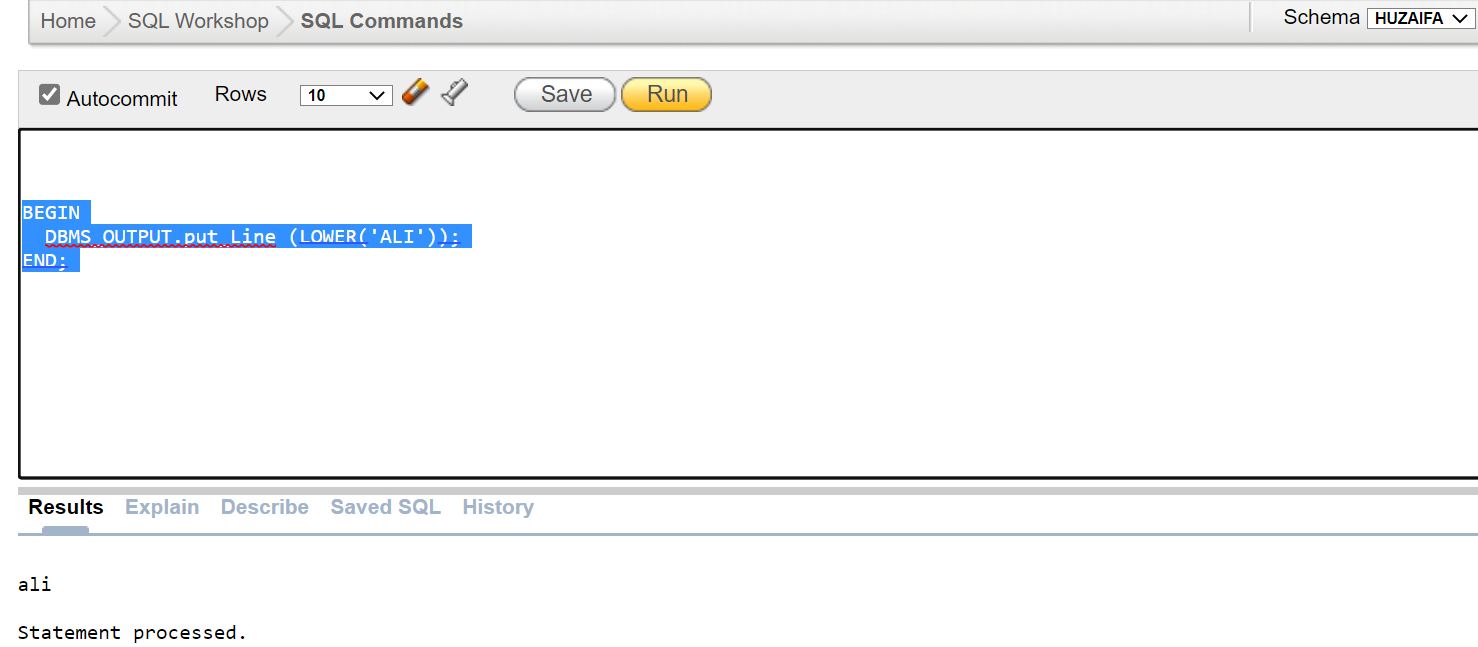 Home SQL Workshop SQL Commands Schema HUZAIFA
Autocommit Rows 10 Save Run
BEGIN
DBMS_OUTPUT.put_Line (LOWER('ALI'));
END;
Results Explain Describe Saved SQL History
ali
Statement processed.